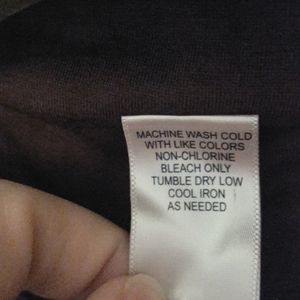 MACHINE WASH COLD
WITH LIKE COLORS
NON-CHLORINE
BLEACH ONLY
TUMBLE DRY LOW
COOL IRON
AS NEEDED